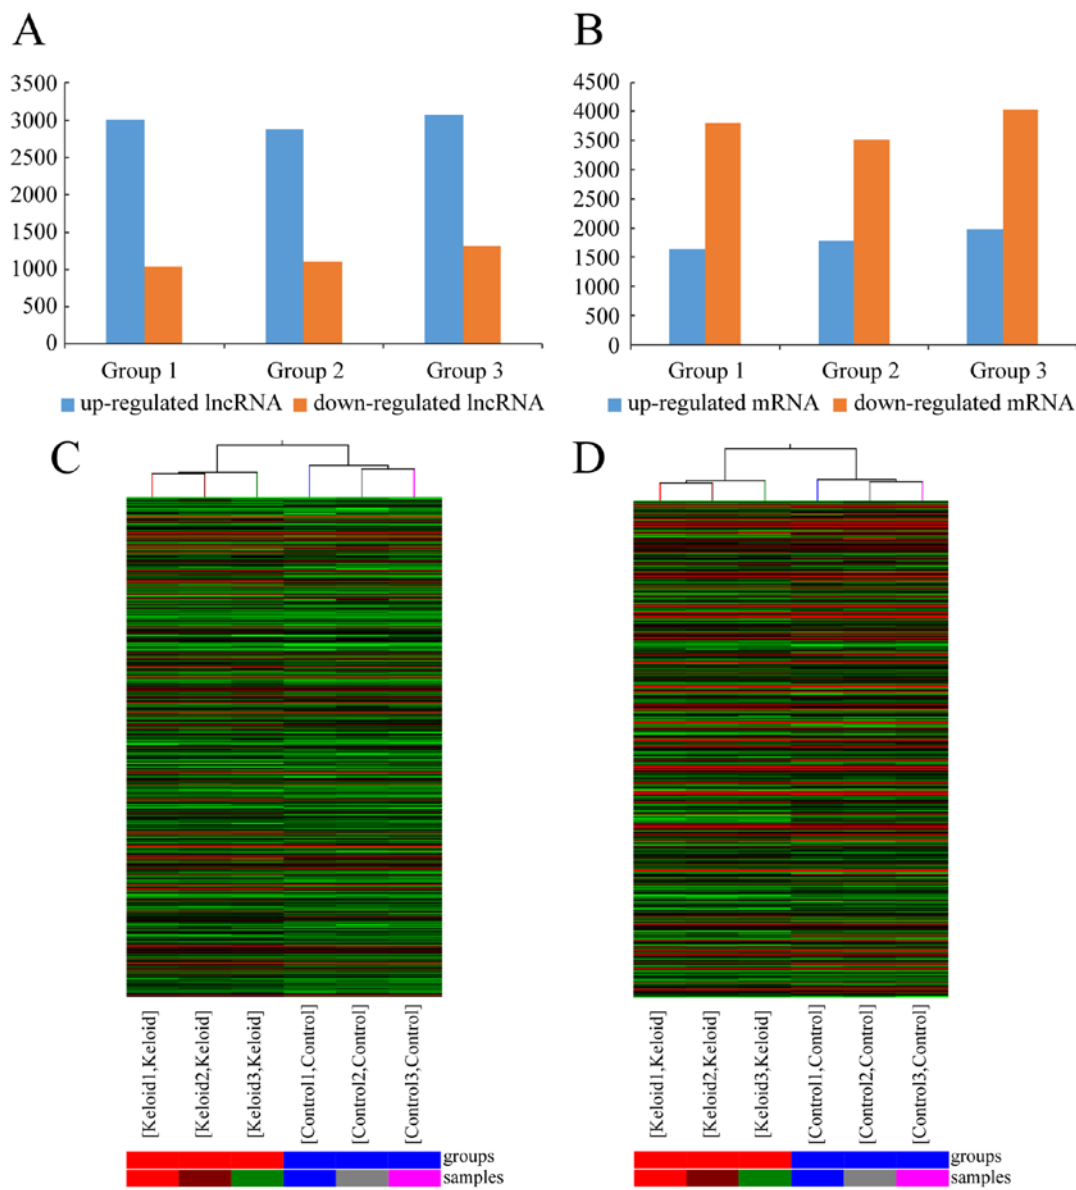 A
3500
3000
2500
2000
1500
1000
500
0
Group 1 Group 2 Group 3
up-regulated lncRNA down-regulated lncRNA
B
4500
4000
3500
3000
2500
2000
1500
1000
500
0
Group 1 Group 2 Group 3
up-regulated mRNA down-regulated mRNA
C
[Keloid1,Keloid]
[Keloid2,Keloid]
[Keloid3,Keloid]
[Control1,Control]
[Control2,Control]
[Control3,Control]
groups
samples
D
[Keloid1,Keloid]
[Keloid2,Keloid]
[Keloid3,Keloid]
[Control1,Control]
[Control2,Control]
[Control3,Control]
groups
samples